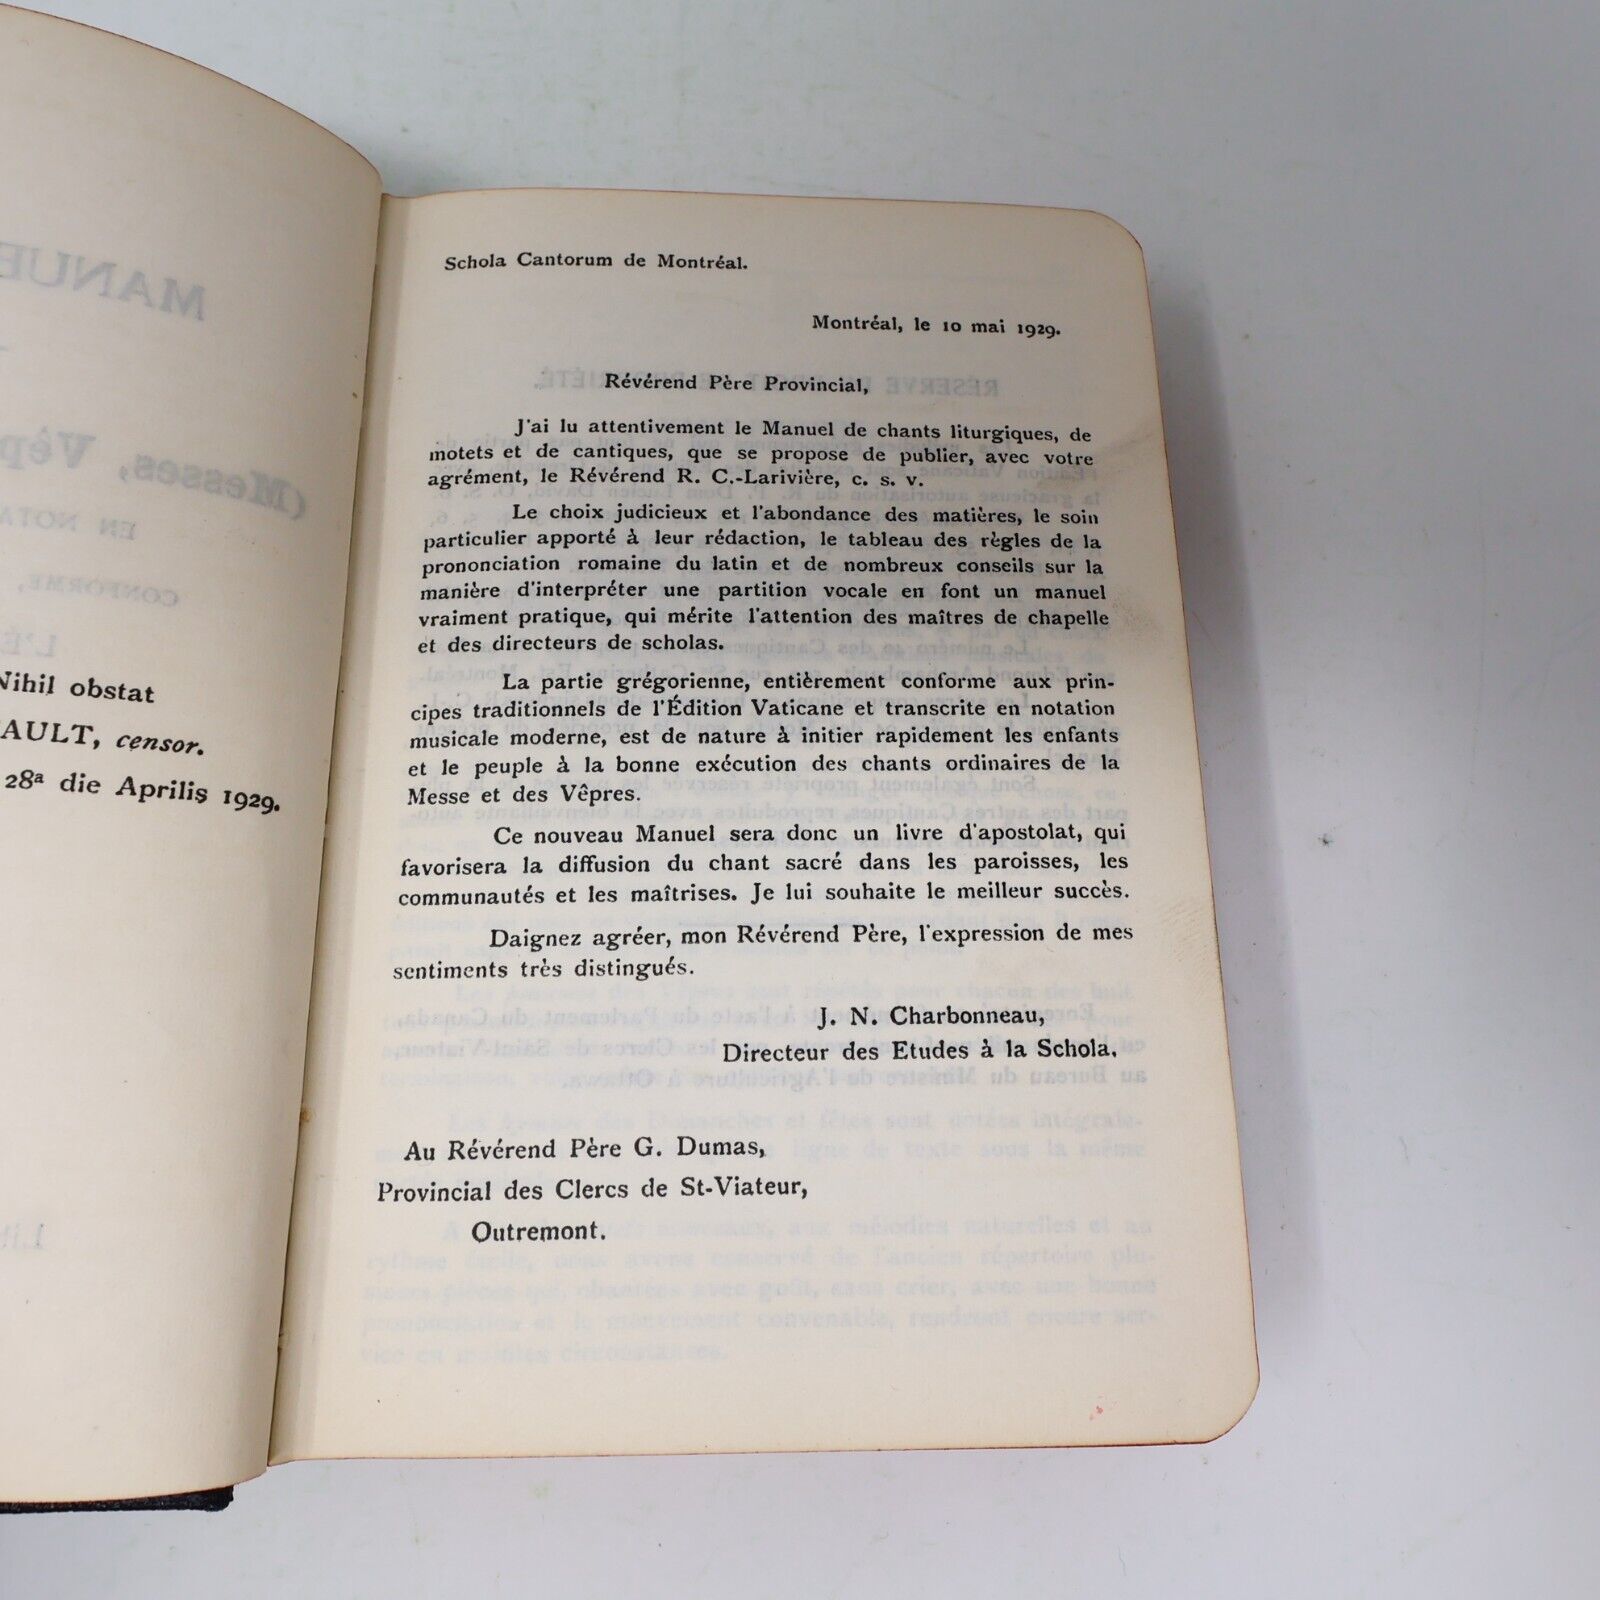 Nihil obstat
AULT, censor.
28ª die Aprilis 1929.
Schola Cantorum de Montréal.
Montréal, le 10 mai 1929.
Révérend Père Provincial,
J'ai lu attentivement le Manuel de chants liturgiques, de
motets et de cantiques, que se propose de publier, avec votre
agrément, le Révérend R. C.-Larivière, c. s. v.
Le choix judicieux et l'abondance des matières, le soin
particulier apporté à leur rédaction, le tableau des règles de la
prononciation romaine du latin et de nombreux conseils sur la
manière d'interpréter une partition vocale en font un manuel
vraiment pratique, qui mérite l'attention des maîtres de chapelle
et des directeurs de scholas.
La partie grégorienne, entièrement conforme aux prin-
cipes traditionnels de l'Édition Vaticane et transcrite en notation
musicale moderne, est de nature à initier rapidement les enfants
et le peuple à la bonne exécution des chants ordinaires de la
Messe et des Vêpres.
Ce nouveau Manuel sera donc un livre d'apostolat, qui
favorisera la diffusion du chant sacré dans les paroisses, les
communautés et les maîtrises. Je lui souhaite le meilleur succès.
Daignez agréer, mon Révérend Père, l'expression de mes
sentiments très distingués.
J. N. Charbonneau,
Directeur des Etudes à la Schola.
Au Révérend Père G. Dumas,
Provincial des Clercs de St-Viateur,
Outremont.